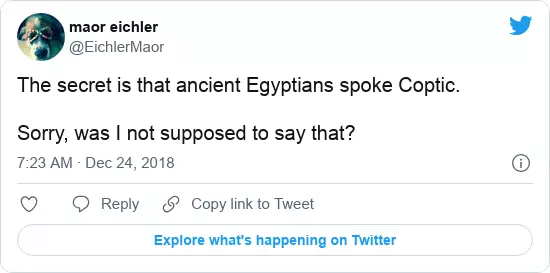 maor eichler
@EichlerMaor
The secret is that ancient Egyptians spoke Coptic.
Sorry, was I not supposed to say that?
7:23 AM · Dec 24, 2018
Reply
Copy link to Tweet
Explore what's happening on Twitter